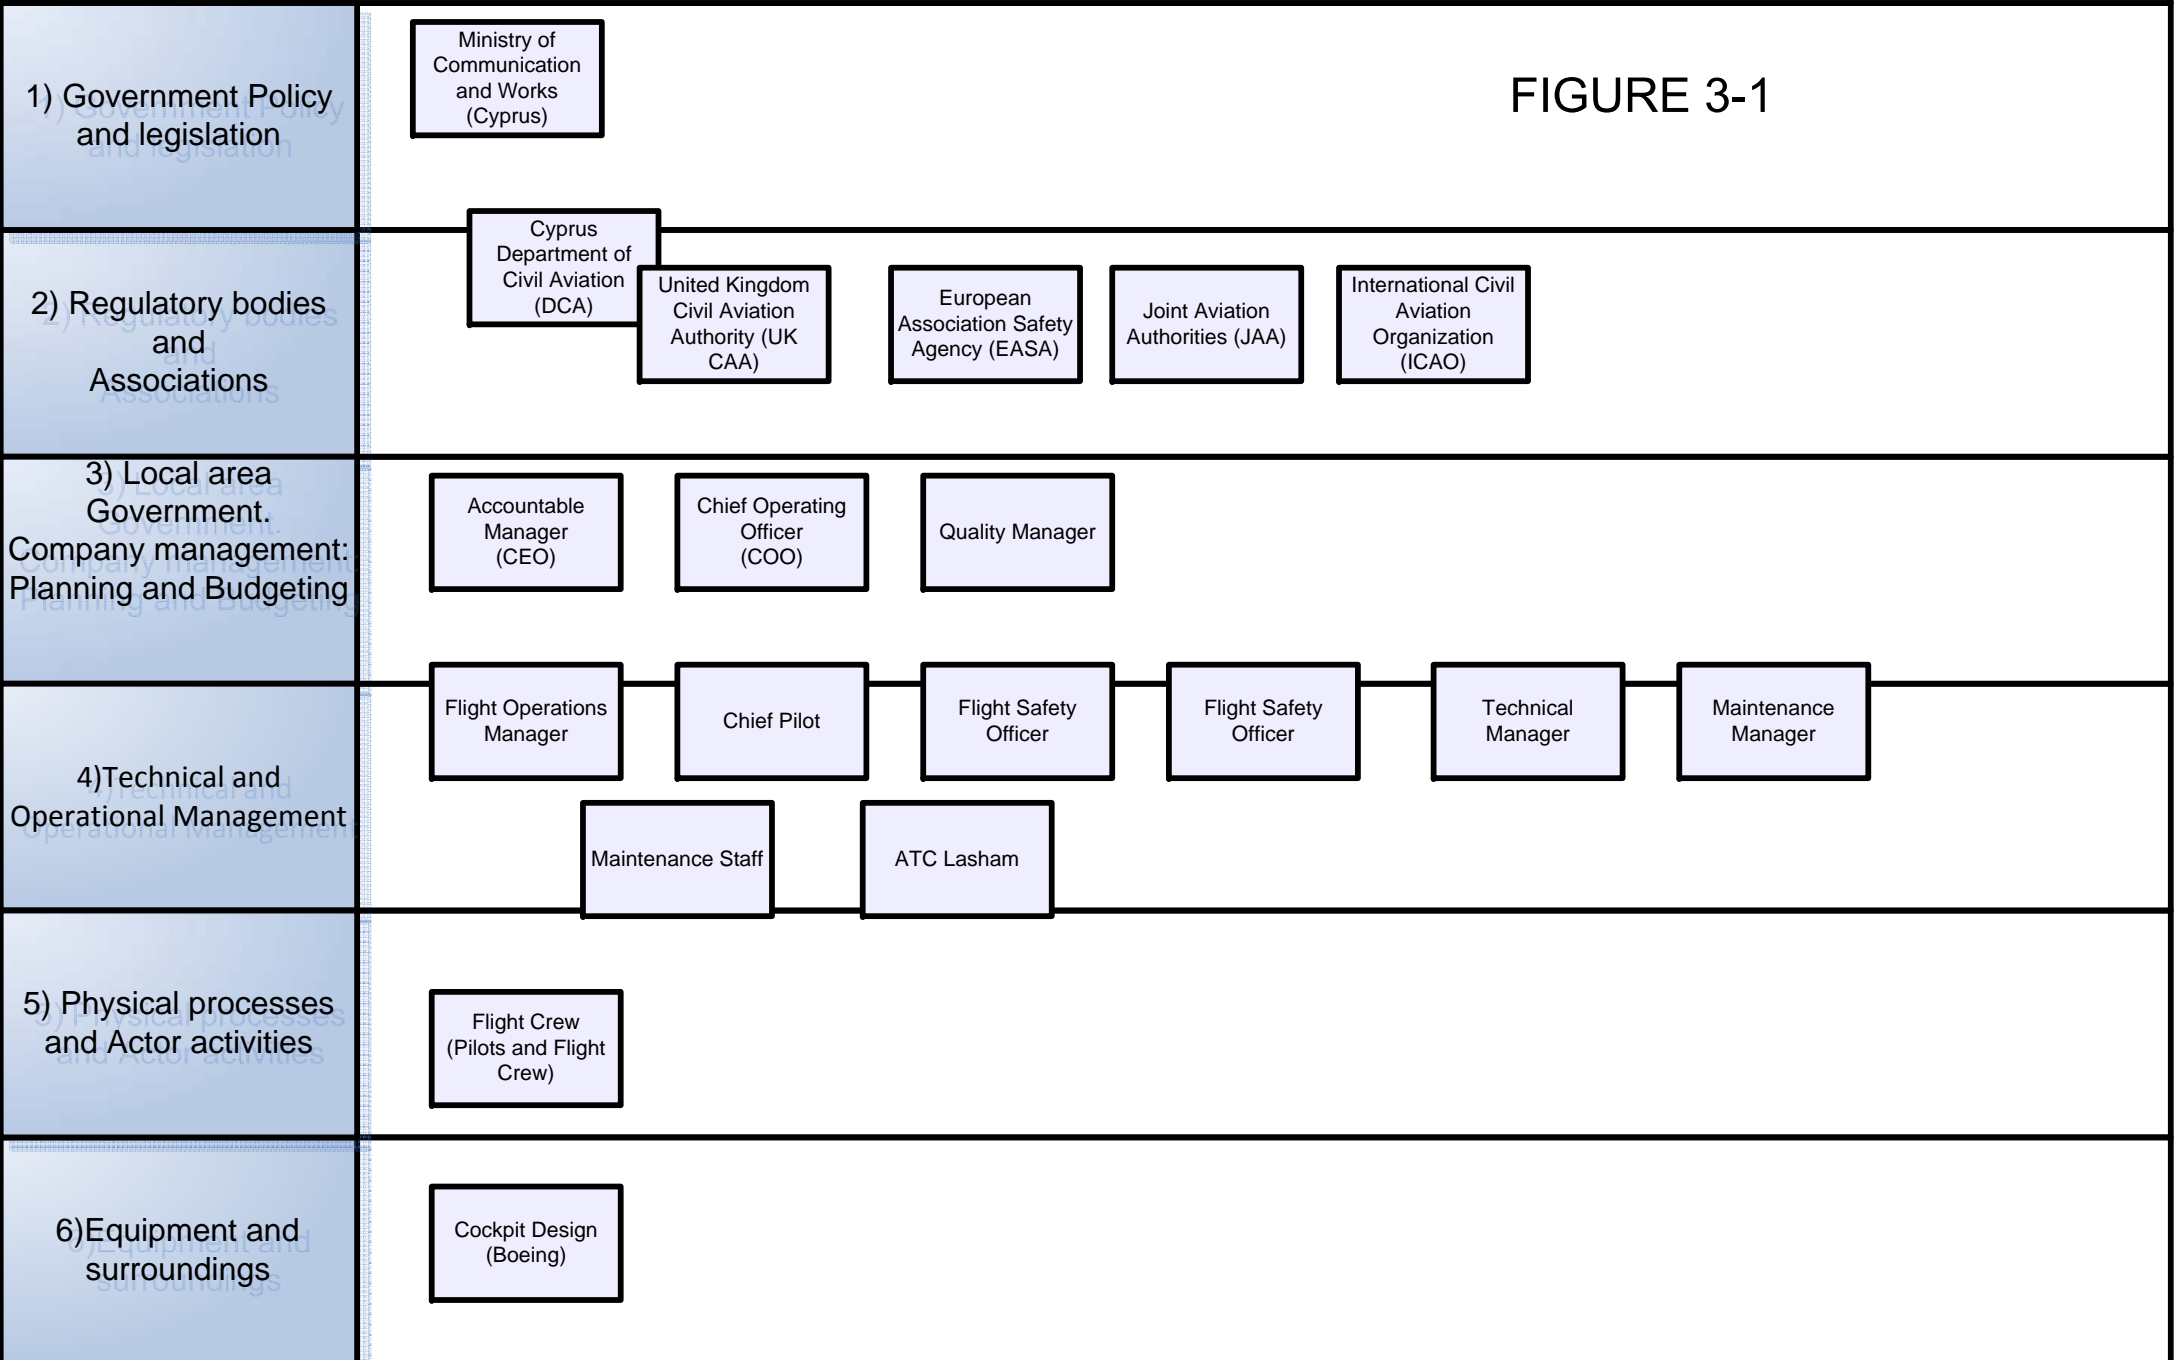 1) Government Policy
and legislation
Ministry of
Communication
and Works
(Cyprus)
FIGURE 3-1
2) Regulatory bodies
and
Associations
Cyprus
Department of
Civil Aviation
(DCA)
United Kingdom
Civil Aviation
Authority (UK
CAA)
European
Association Safety
Agency (EASA)
Joint Aviation
Authorities (JAA)
International Civil
Aviation
Organization
(ICAO)
3) Local area
Government.
Company management:
Planning and Budgeting
Accountable
Manager
(CEO)
Chief Operating
Officer
(COO)
Quality Manager
4)Technical and
Operational Management
Flight Operations
Manager
Chief Pilot
Flight Safety
Officer
Flight Safety
Officer
Technical
Manager
Maintenance
Manager
Maintenance Staff
ATC Lasham
5) Physical processes
and Actor activities
Flight Crew
(Pilots and Flight
Crew)
6)Equipment and
surroundings
Cockpit Design
(Boeing)